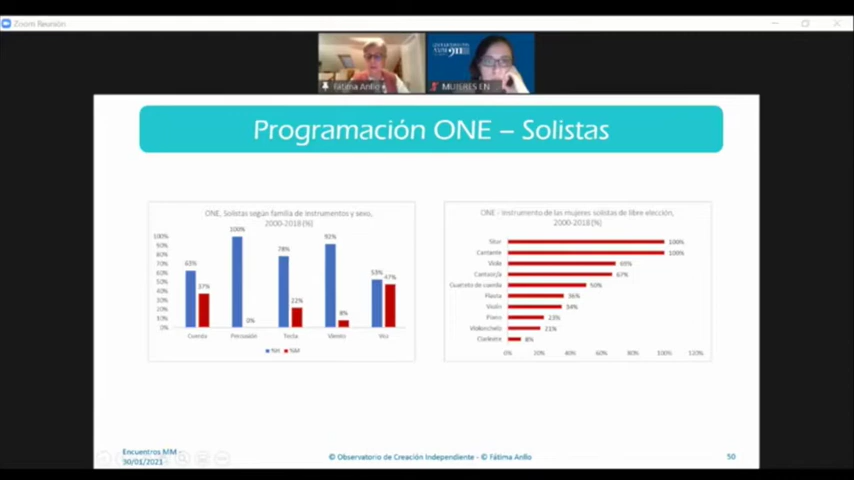 Zoom Reunión
Fátima Anllo
MUJERES EN
Programación ONE – Solistas
ONE, Solistas según familia de instrumentos y sexo,
2000-2018 (%)
100%
90%
80%
70%
60%
50%
40%
30%
20%
10%
0%
63%
37%
100%
0%
78%
22%
92%
8%
53%
47%
Cuerda
Percusión
Tecla
Viento
Voz
%H
%M
ONE - Instrumento de las mujeres solistas de libre elección,
2000-2018 (%)
Sitar 100%
Cantante 100%
Viola 69%
Cantaor/a 67%
Cuarteto de cuerda 50%
Flauta 36%
Violín 34%
Piano 23%
Violonchelo 21%
Clarinete 8%
0% 20% 40% 60% 80% 100% 120%
Encuentros MM -
30/01/2021
© Observatorio de Creación Independiente - © Fátima Anllo
50